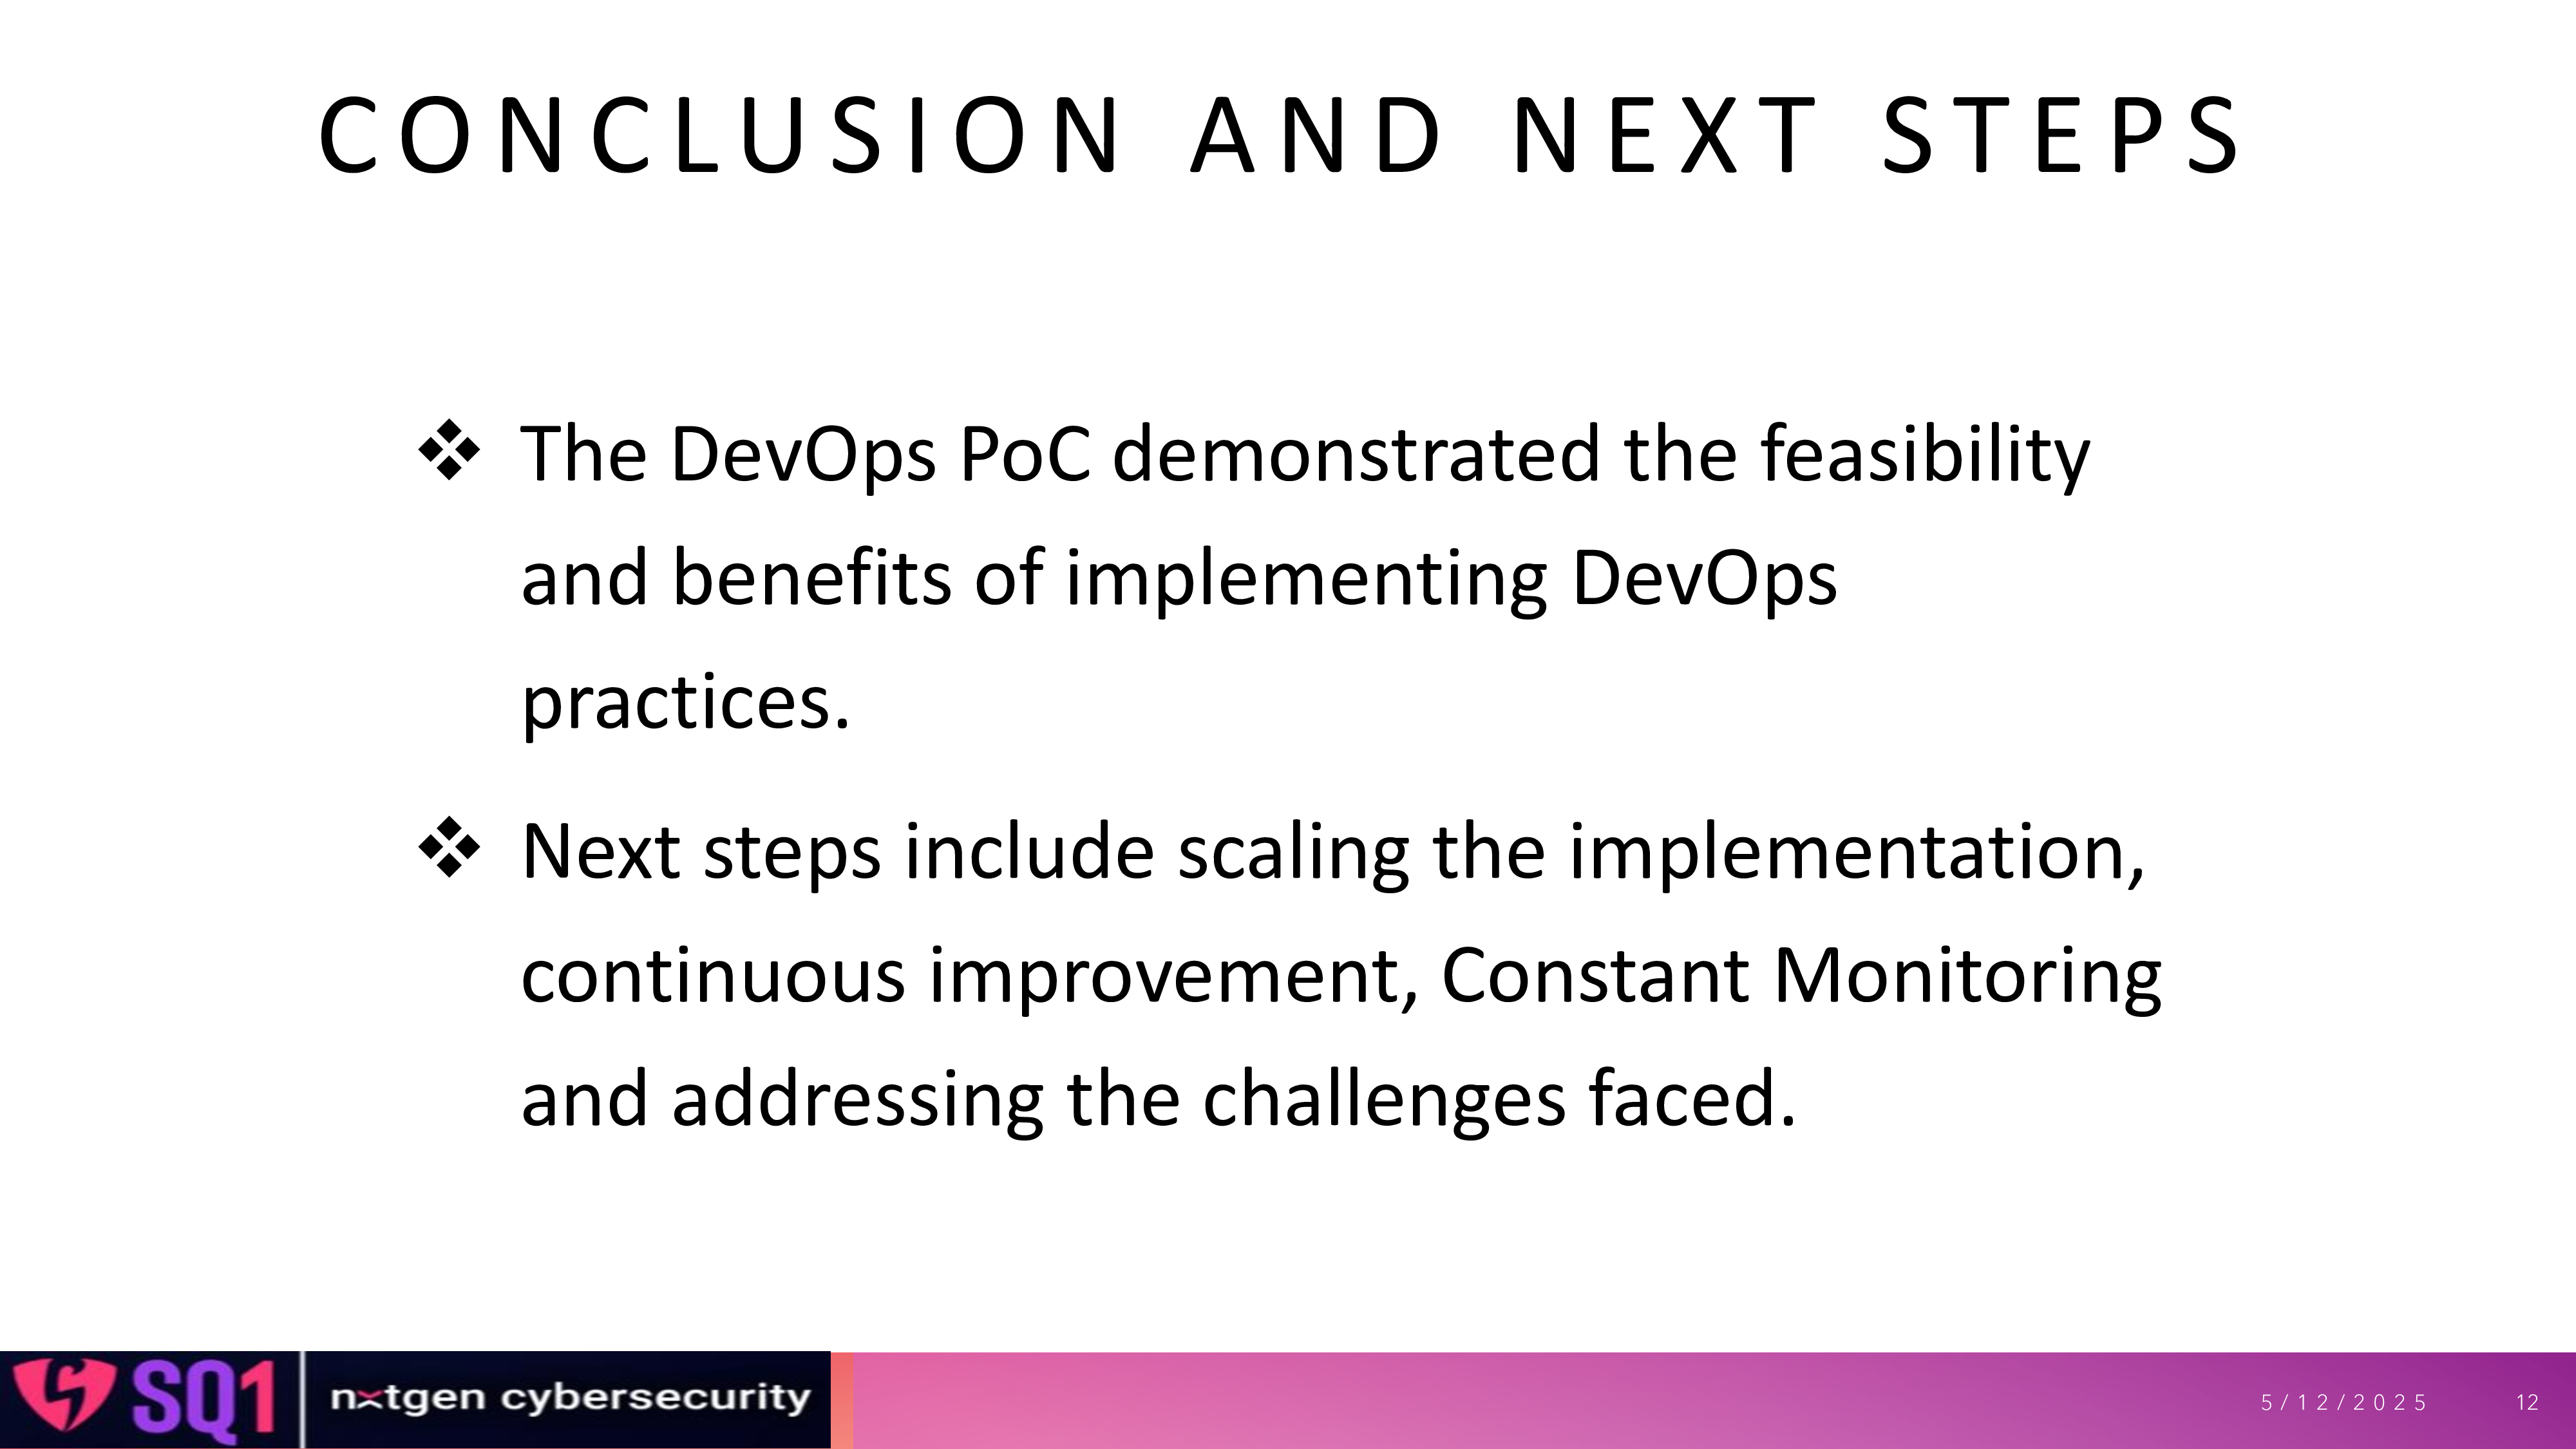 CONCLUSION AND NEXT STEPS
❖ The DevOps PoC demonstrated the feasibility
and benefits of implementing DevOps
practices.
❖ Next steps include scaling the implementation,
continuous improvement, Constant Monitoring
and addressing the challenges faced.
SQ1 | nxtgen cybersecurity
5/12/2025 12